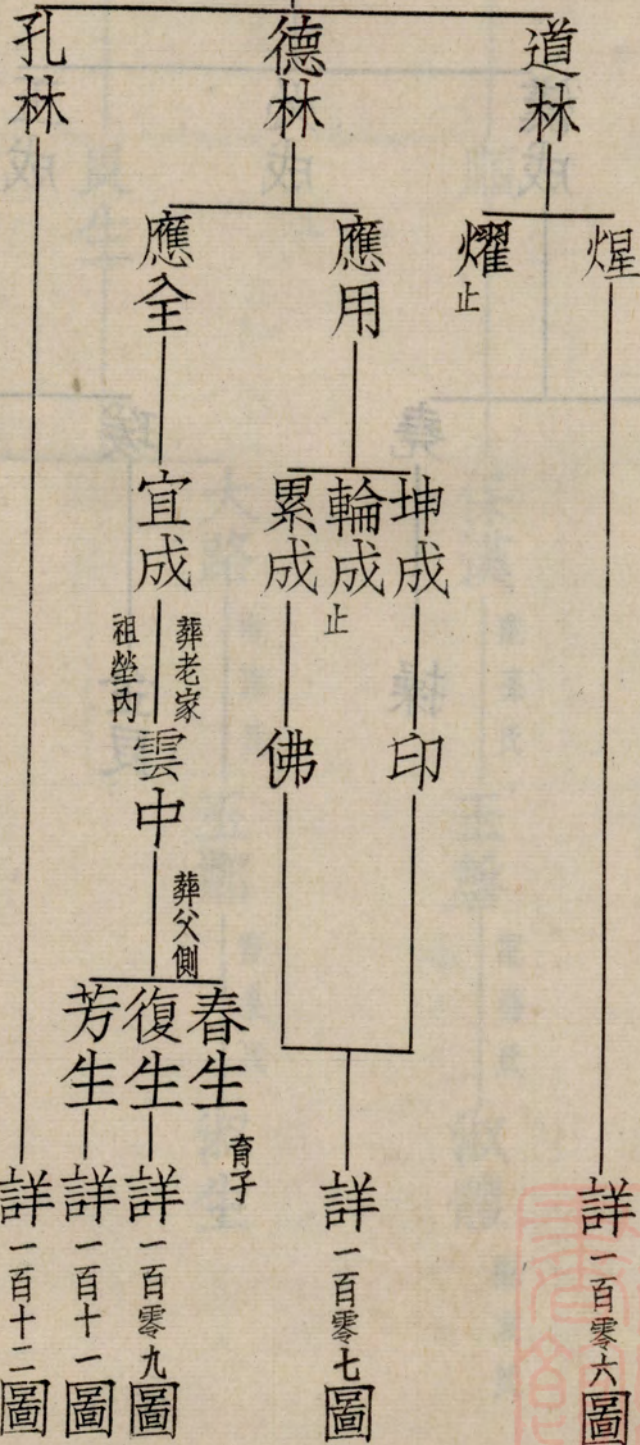 道林
德林
孔林
煋
燿
止
應用
應全
坤成
輪成
止
累成
宜成
葬老家
祖塋內
印
佛
雲中
葬父側
春生
育子
復生
芳生
詳一百零六圖
詳一百零七圖
詳一百零九圖
詳一百十一圖
詳一百十二圖